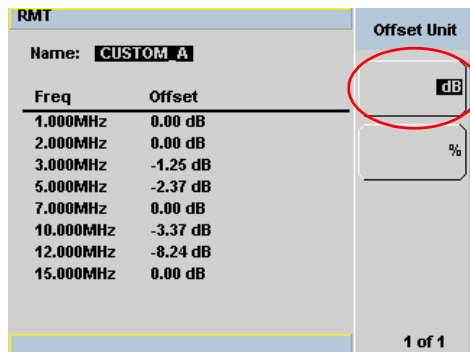 RMT
Name: CUSTOM_A
Freq Offset
1.000MHz 0.00 dB
2.000MHz 0.00 dB
3.000MHz -1.25 dB
5.000MHz -2.37 dB
7.000MHz 0.00 dB
10.000MHz -3.37 dB
12.000MHz -8.24 dB
15.000MHz 0.00 dB
Offset Unit
dB
%
1 of 1